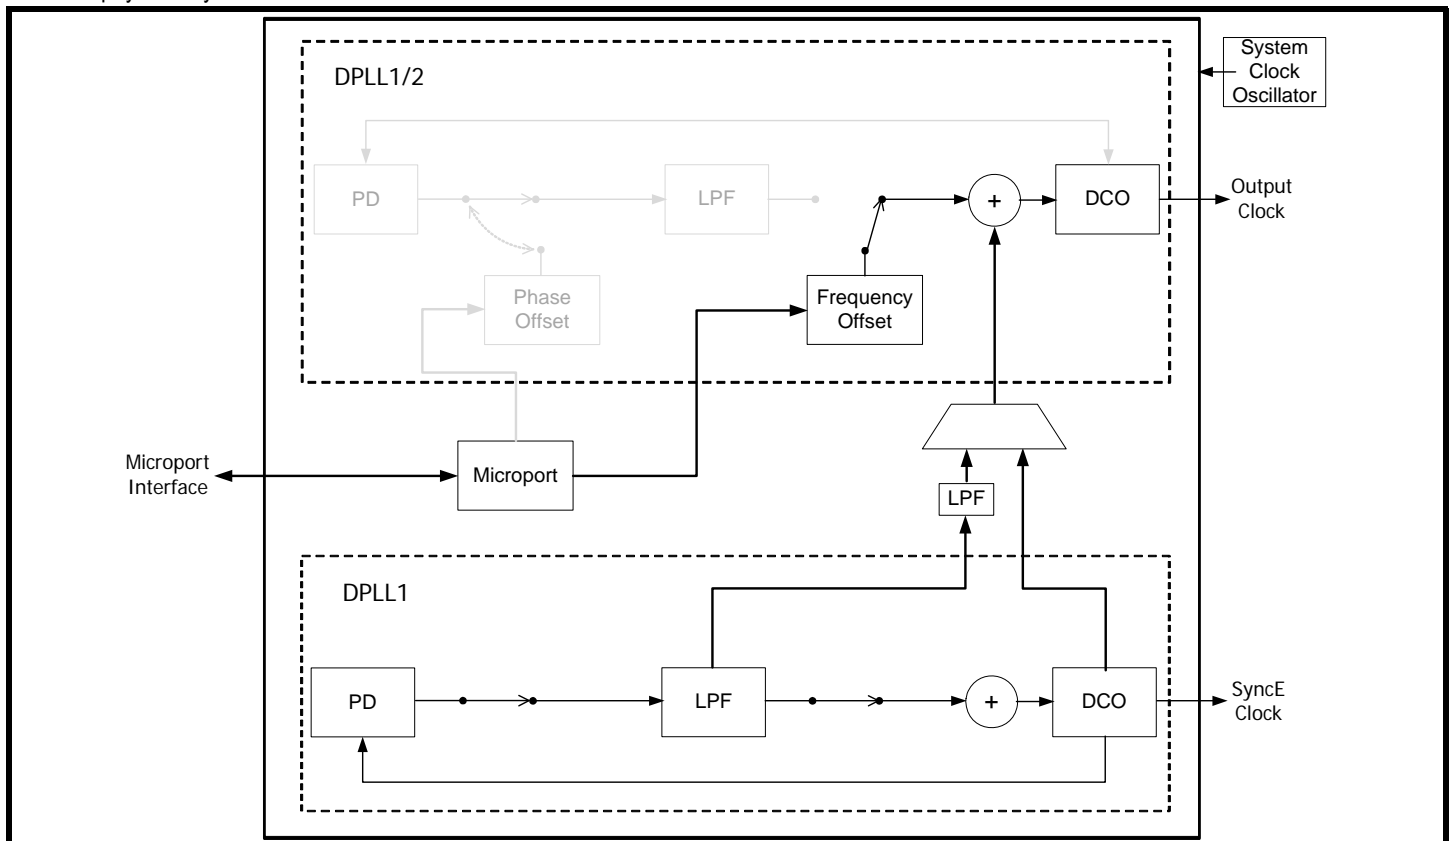 System
Clock
Oscillator
DPLL1/2
PD
LPF
+
DCO
Output
Clock
Phase
Offset
Frequency
Offset
Microport
Interface
Microport
LPF
DPLL1
PD
LPF
+
DCO
SyncE
Clock